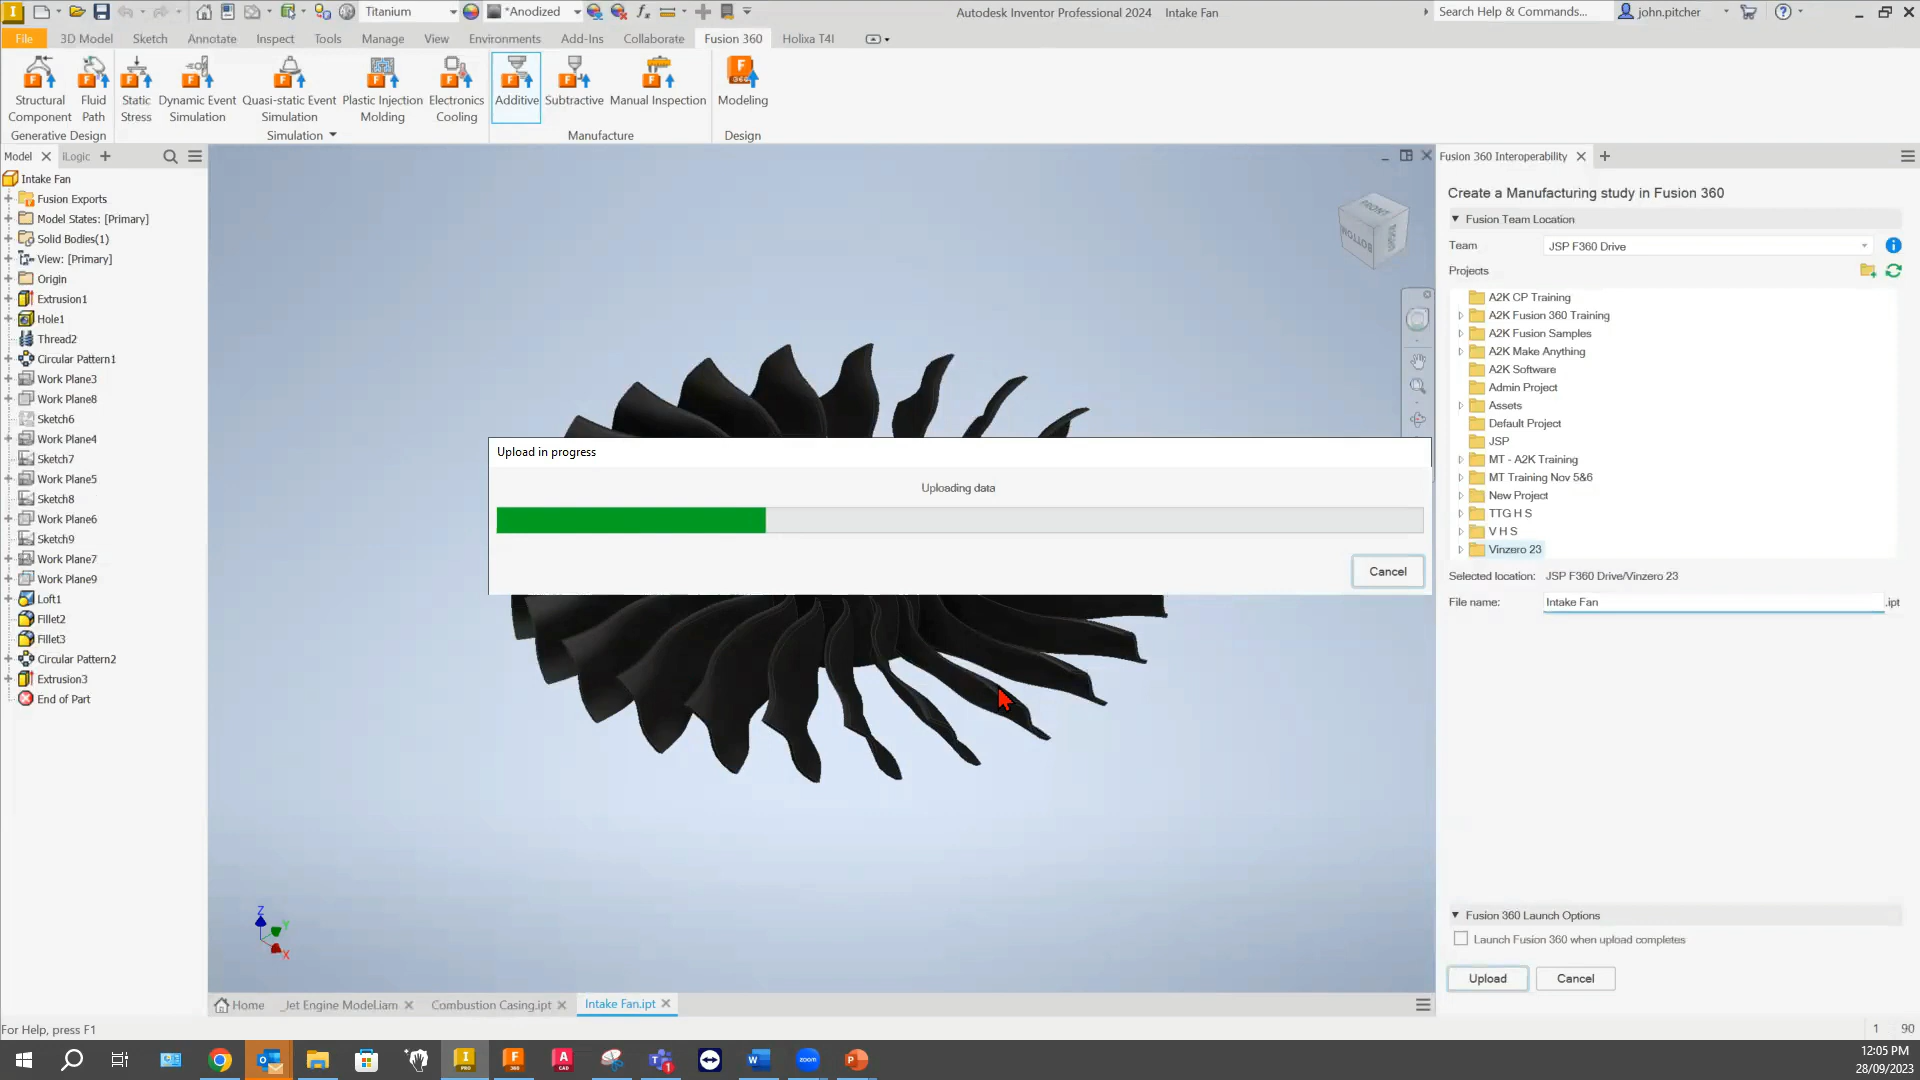 Titanium
*Anodized
Autodesk Inventor Professional 2024 Intake Fan
Search Help & Commands...
john.pitcher
File 3D Model Sketch Annotate Inspect Tools Manage View Environments Add-Ins Collaborate Fusion 360 Holixa T4I
Structural Component
Fluid Path
Static Stress
Dynamic Event Simulation
Quasi-static Event Simulation
Plastic Injection Molding
Electronics Cooling
Additive
Subtractive
Manual Inspection
Modeling
Generative Design
Simulation
Manufacture
Design
Model
iLogic
Intake Fan
Fusion Exports
Model States: [Primary]
Solid Bodies(1)
View: [Primary]
Origin
Extrusion1
Hole1
Thread2
Circular Pattern1
Work Plane3
Work Plane8
Sketch6
Work Plane4
Sketch7
Work Plane5
Sketch8
Work Plane6
Sketch9
Work Plane7
Work Plane9
Loft1
Fillet2
Fillet3
Circular Pattern2
Extrusion3
End of Part
FRONT
BOTTOM
RIGHT
Upload in progress
Uploading data
Cancel
Z
Y
X
Fusion 360 Interoperability
Create a Manufacturing study in Fusion 360
Fusion Team Location
Team JSP F360 Drive
Projects
A2K CP Training
A2K Fusion 360 Training
A2K Fusion Samples
A2K Make Anything
A2K Software
Admin Project
Assets
Default Project
JSP
MT - A2K Training
MT Training Nov 5&6
New Project
TTG H S
V H S
Vinzero 23
Selected location: JSP F360 Drive/Vinzero 23
File name: Intake Fan .ipt
Fusion 360 Launch Options
Launch Fusion 360 when upload completes
Upload
Cancel
Home
_Jet Engine Model.iam
Combustion Casing.ipt
Intake Fan.ipt
For Help, press F1
1 90
12:05 PM
28/09/2023